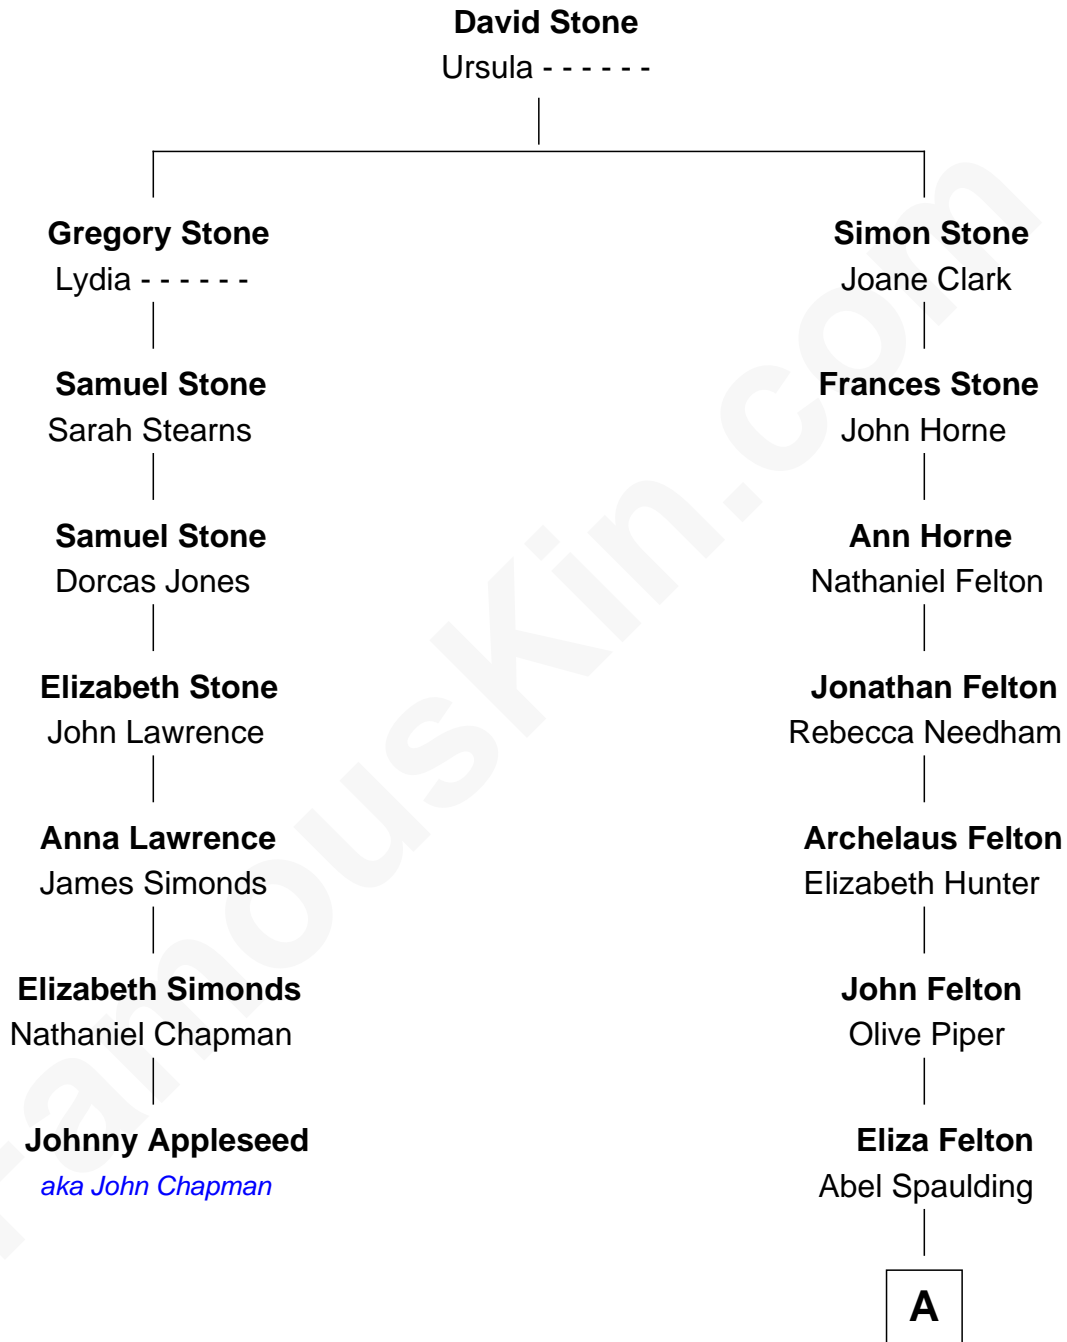 David Stone
Ursula - - - - - -
Gregory Stone
Lydia - - - - - -
Samuel Stone
Sarah Stearns
Samuel Stone
Dorcas Jones
Elizabeth Stone
John Lawrence
Anna Lawrence
James Simonds
Elizabeth Simonds
Nathaniel Chapman
Johnny Appleseed
aka John Chapman
Simon Stone
Joane Clark
Frances Stone
John Horne
Ann Horne
Nathaniel Felton
Jonathan Felton
Rebecca Needham
Archelaus Felton
Elizabeth Hunter
John Felton
Olive Piper
Eliza Felton
Abel Spaulding
A
FamousKin.com